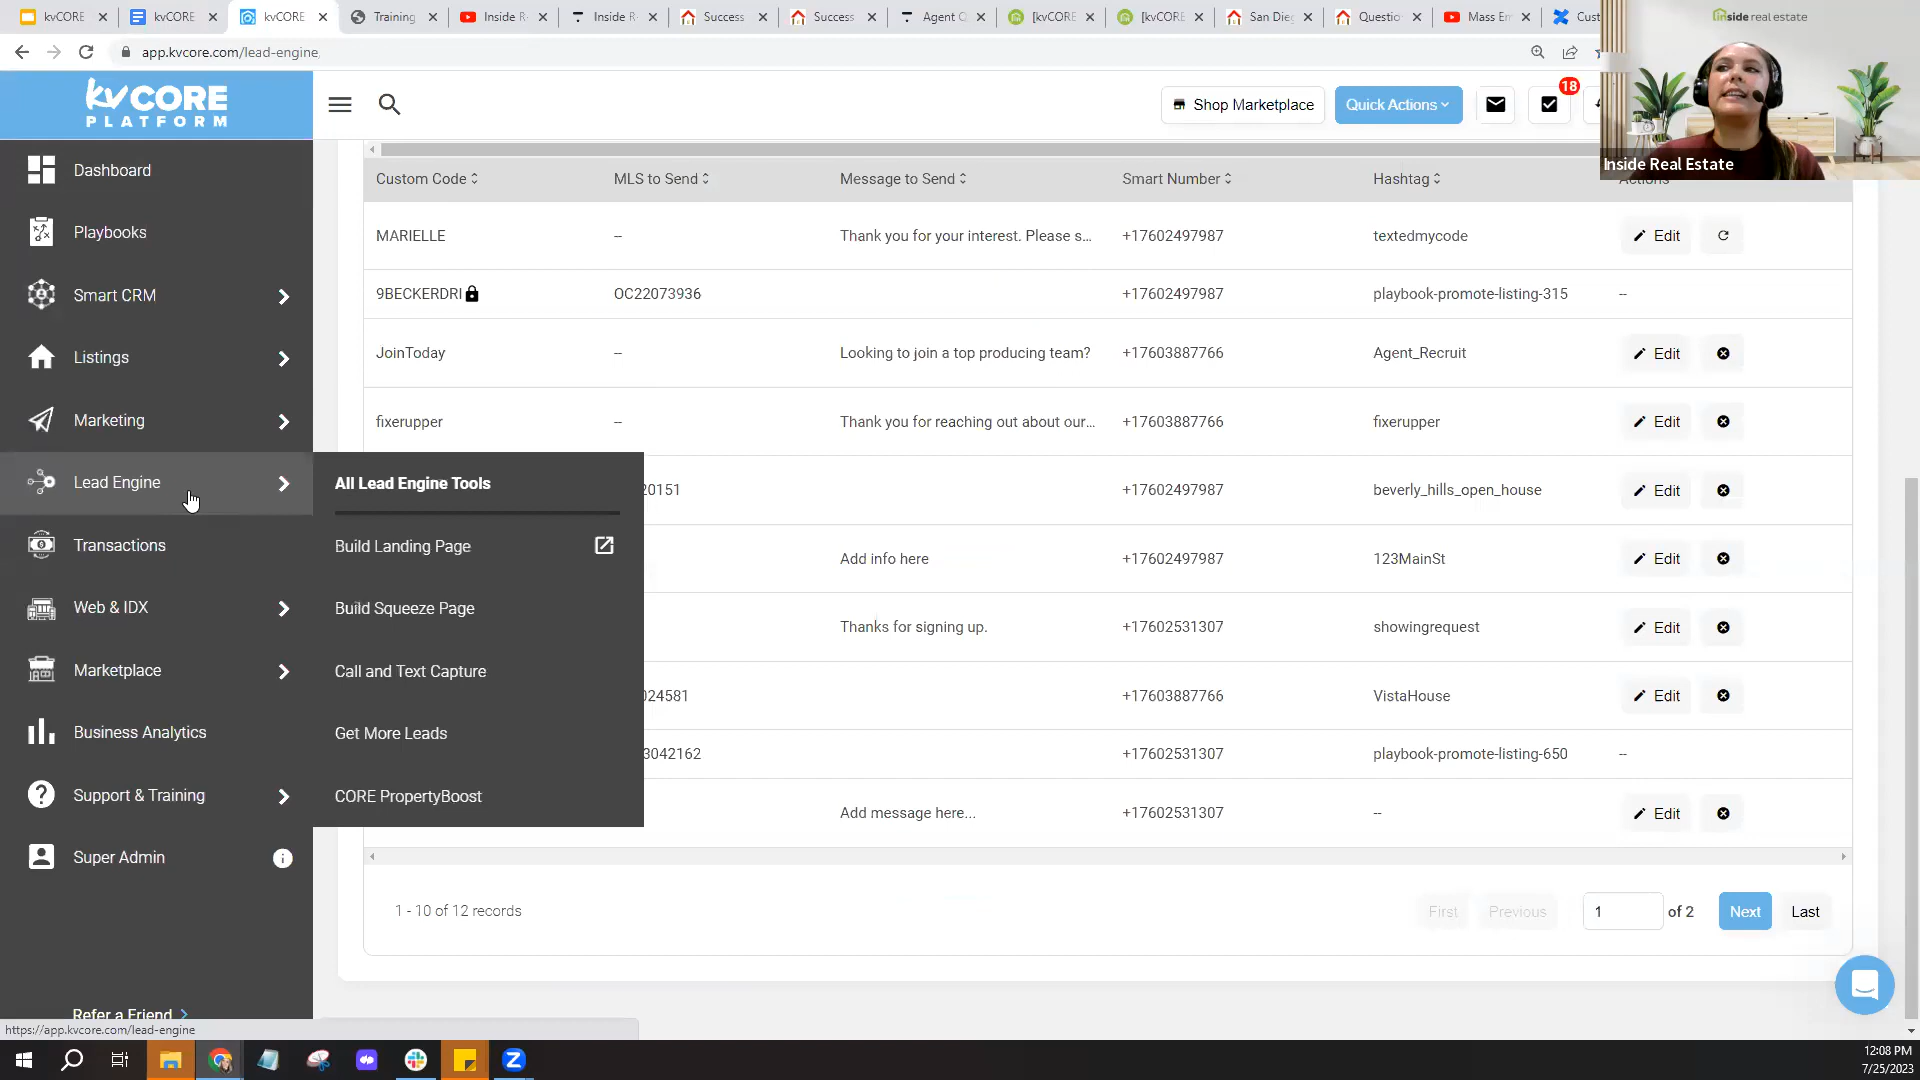 kvCORE
kvCORE
kvCORE
Training
Inside R
Inside R
Success
Success
Agent O
[kvCORE
[kvCORE
San Die
Questio
Mass Em
Cust
app.kvcore.com/lead-engine
inside real estate
Inside Real Estate
kvCORE
PLATFORM
Shop Marketplace
Quick Actions
18
Dashboard
Playbooks
Smart CRM
Listings
Marketing
Lead Engine
Transactions
Web & IDX
Marketplace
Business Analytics
Support & Training
Super Admin
Refer a Friend
All Lead Engine Tools
Build Landing Page
Build Squeeze Page
Call and Text Capture
Get More Leads
CORE PropertyBoost
Custom Code MLS to Send Message to Send Smart Number Hashtag Actions
MARIELLE -- Thank you for your interest. Please s... +17602497987 textedmycode Edit
9BECKERDRI OC22073936 +17602497987 playbook-promote-listing-315 --
JoinToday -- Looking to join a top producing team? +17603887766 Agent_Recruit Edit
fixerupper -- Thank you for reaching out about our... +17603887766 fixerupper Edit
20151 +17602497987 beverly_hills_open_house Edit
Add info here +17602497987 123MainSt Edit
Thanks for signing up. +17602531307 showingrequest Edit
024581 +17603887766 VistaHouse Edit
3042162 +17602531307 playbook-promote-listing-650 --
Add message here... +17602531307 -- Edit
1 - 10 of 12 records First Previous 1 of 2 Next Last
https://app.kvcore.com/lead-engine
12:08 PM
7/25/2023